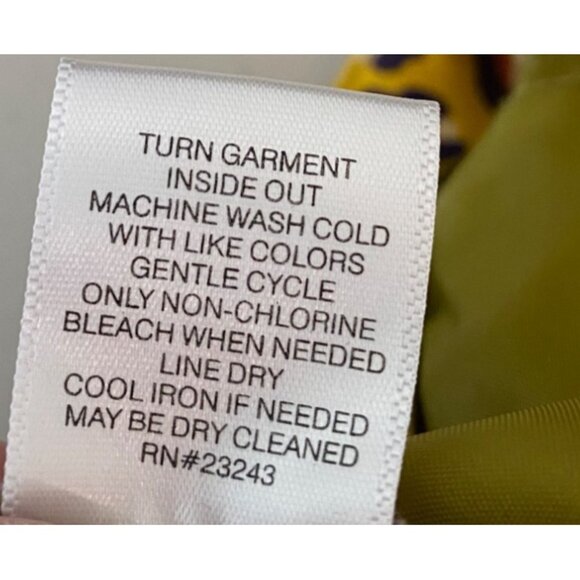 TURN GARMENT
INSIDE OUT
MACHINE WASH COLD
WITH LIKE COLORS
GENTLE CYCLE
ONLY NON-CHLORINE
BLEACH WHEN NEEDED
LINE DRY
COOL IRON IF NEEDED
MAY BE DRY CLEANED
RN#23243